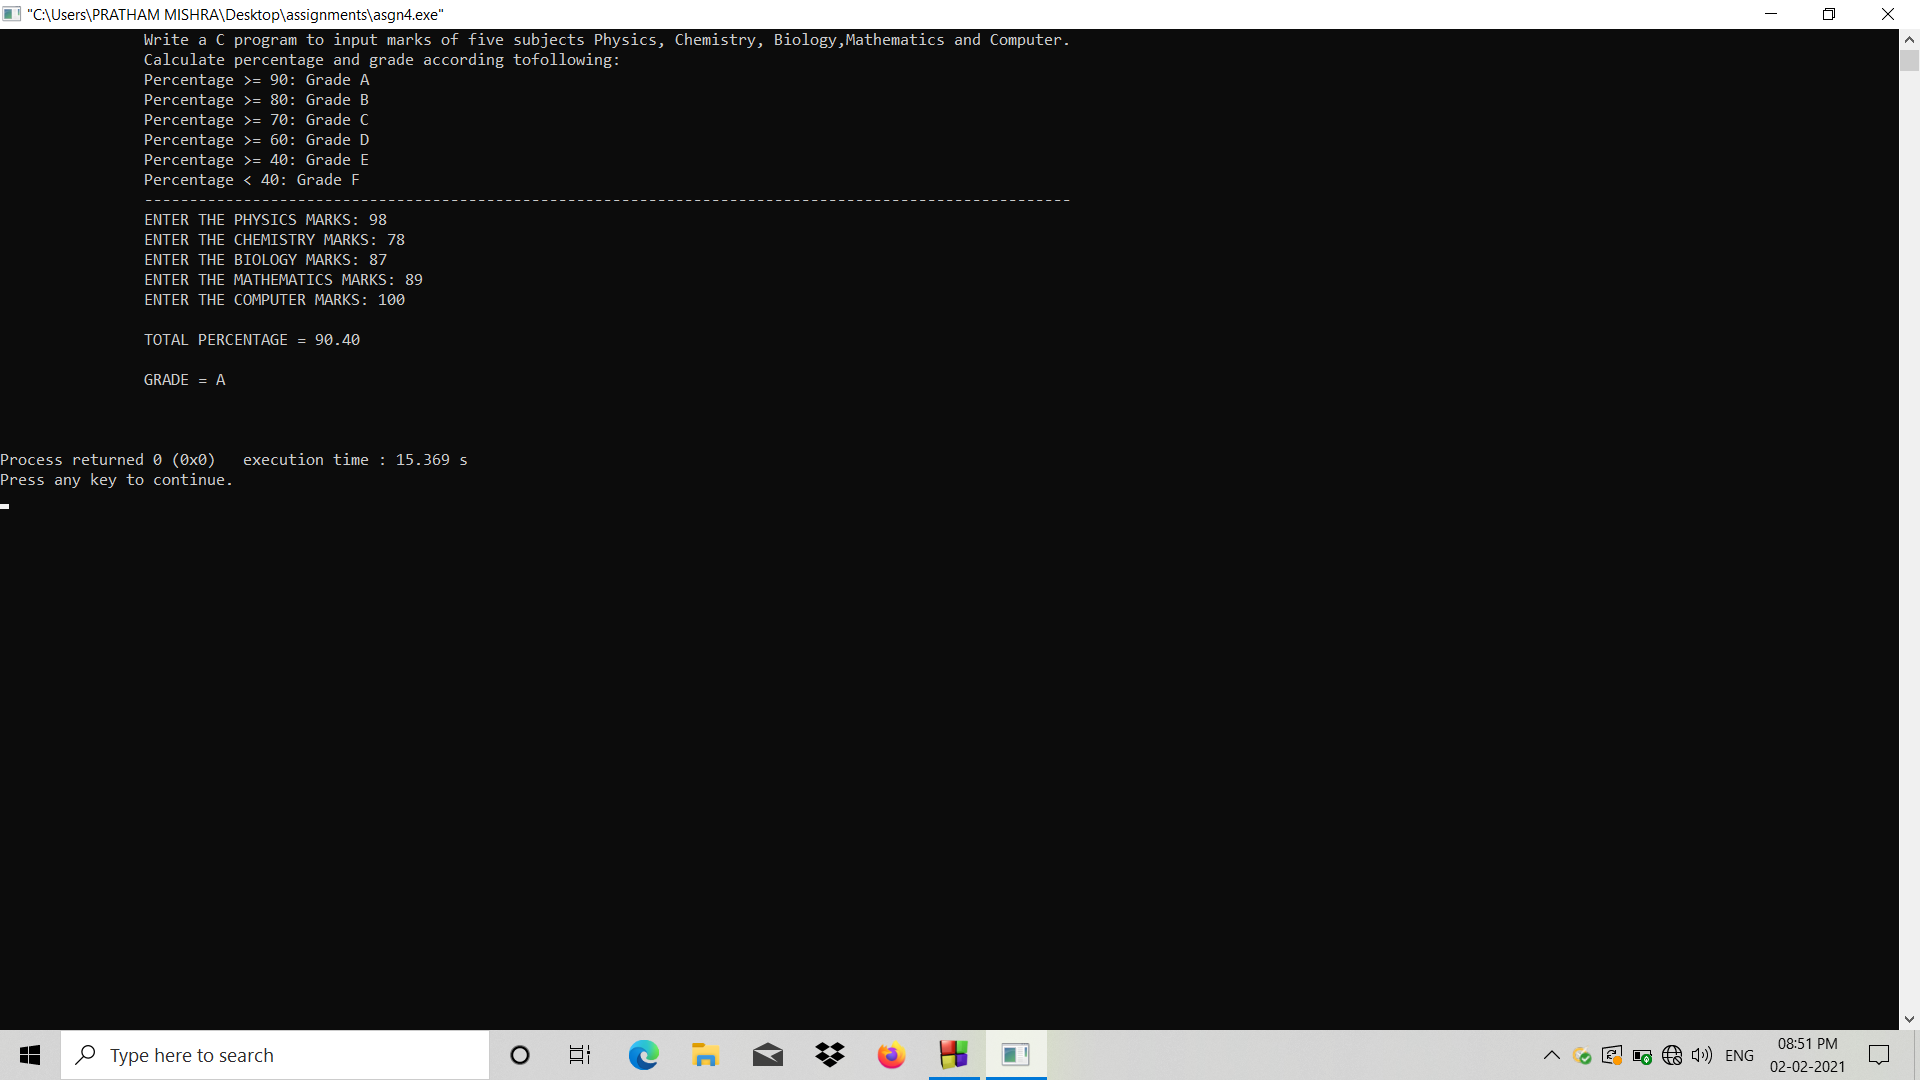 "C:\Users\PRATHAM MISHRA\Desktop\assignments\asgn4.exe"
Write a C program to input marks of five subjects Physics, Chemistry, Biology,Mathematics and Computer.
Calculate percentage and grade according tofollowing:
Percentage >= 90: Grade A
Percentage >= 80: Grade B
Percentage >= 70: Grade C
Percentage >= 60: Grade D
Percentage >= 40: Grade E
Percentage < 40: Grade F
-------------------------------------------------------------------------------------------------------
ENTER THE PHYSICS MARKS: 98
ENTER THE CHEMISTRY MARKS: 78
ENTER THE BIOLOGY MARKS: 87
ENTER THE MATHEMATICS MARKS: 89
ENTER THE COMPUTER MARKS: 100
TOTAL PERCENTAGE = 90.40
GRADE = A
Process returned 0 (0x0)   execution time : 15.369 s
Press any key to continue.
Type here to search
ENG
08:51 PM
02-02-2021